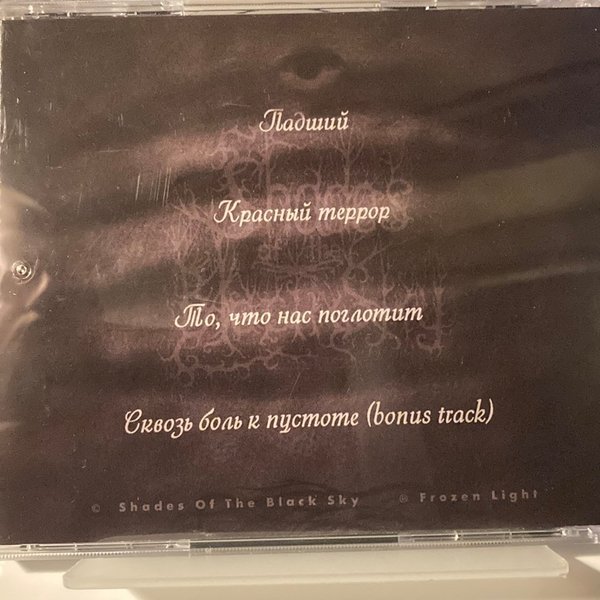 Падший
Красный террор
То, что нас поглотит
Сквозь боль к пустоте (bonus track)
© Shades Of The Black Sky ℗ Frozen Light